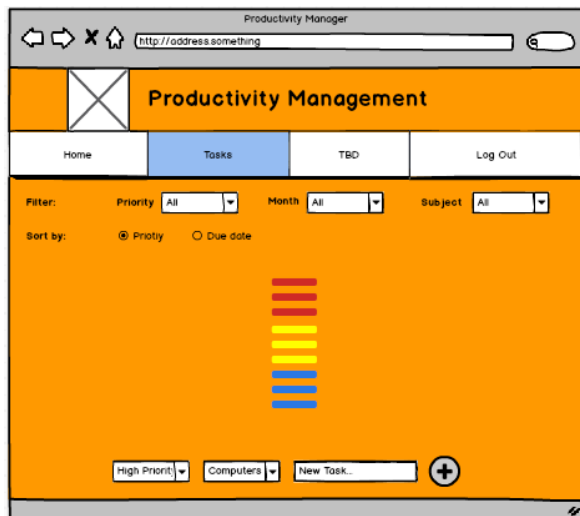 Productivity Manager
http://address.something
Productivity Management
Home Tasks TBD Log Out
Filter: Priority All Month All Subject All
Sort by: Priotiy Due date
High Priorit Computers New Task...